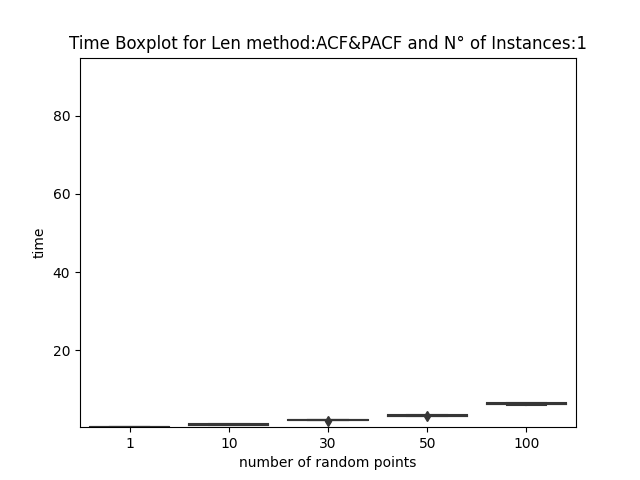 Time Boxplot for Len method:ACF&PACF and N° of Instances:1
80
60
40
20
time
1 10 30 50 100
number of random points